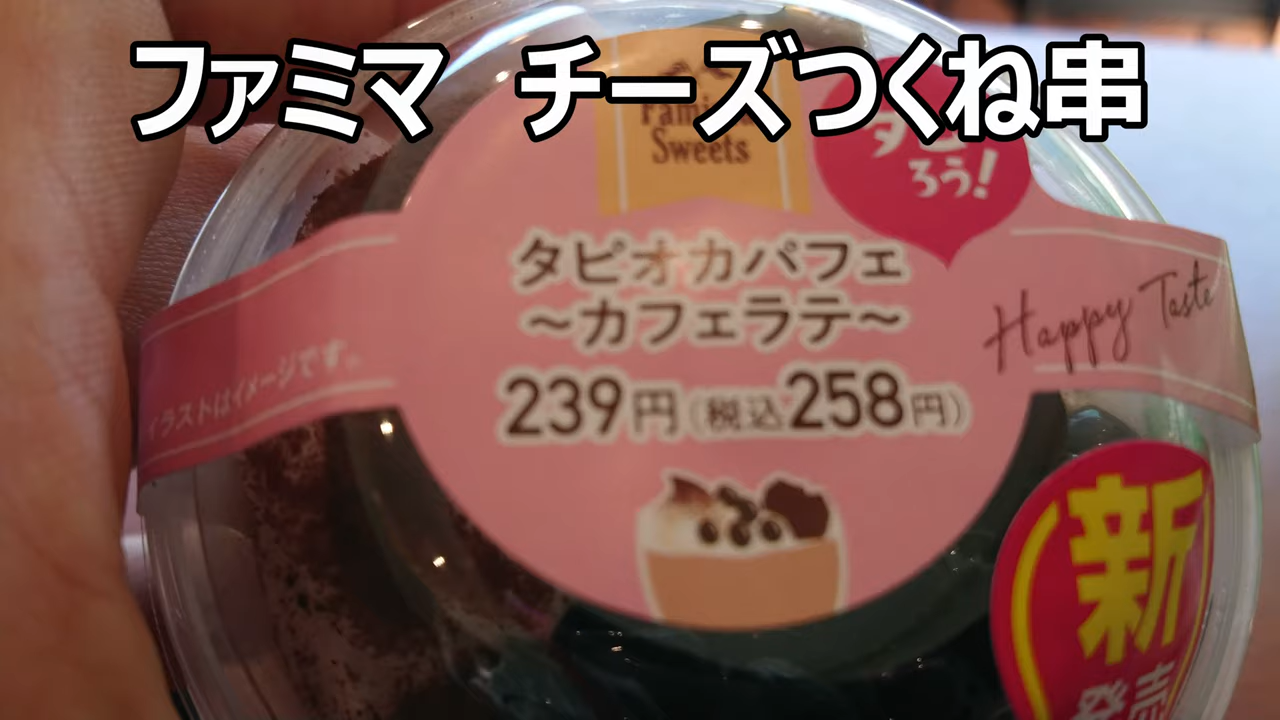 ファミマ　チーズつくね串
Sweets
ろう!
タピオカパフェ
～カフェラテ～
239円(税込258円)
Happy Taste
イラストはイメージです。
新